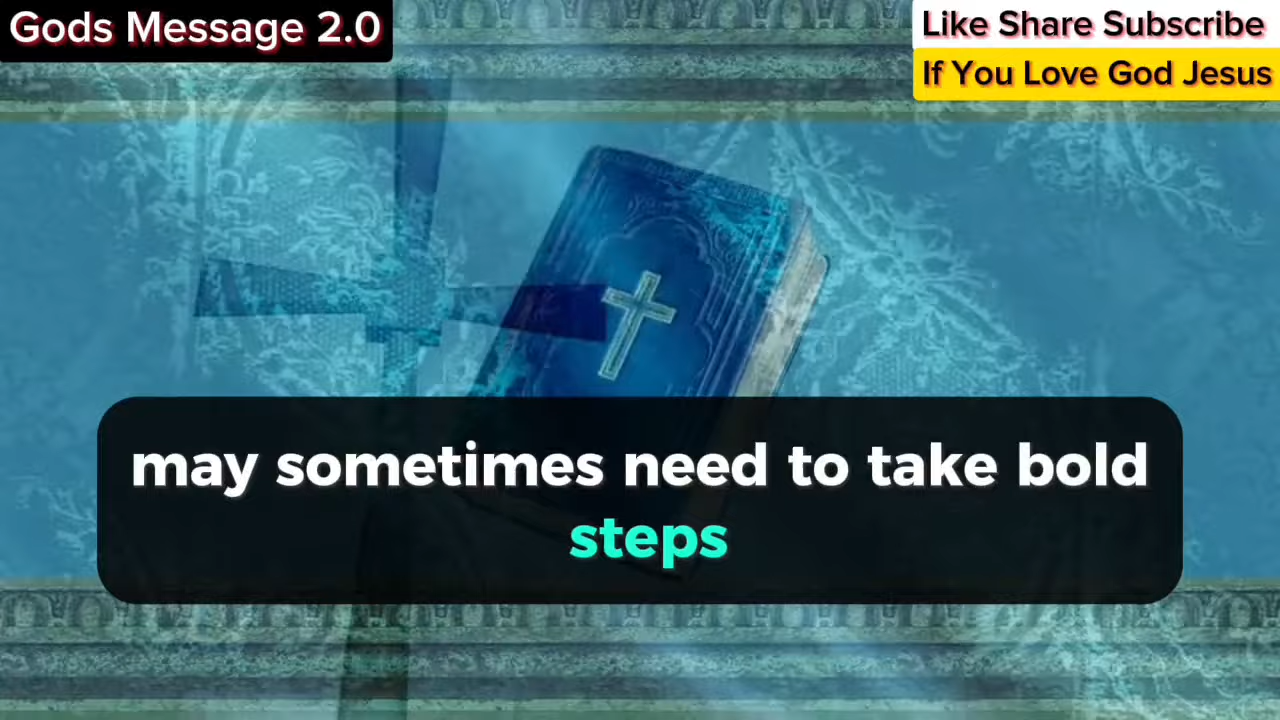 Gods Message 2.0
Like Share Subscribe
If You Love God Jesus
may sometimes need to take bold
steps